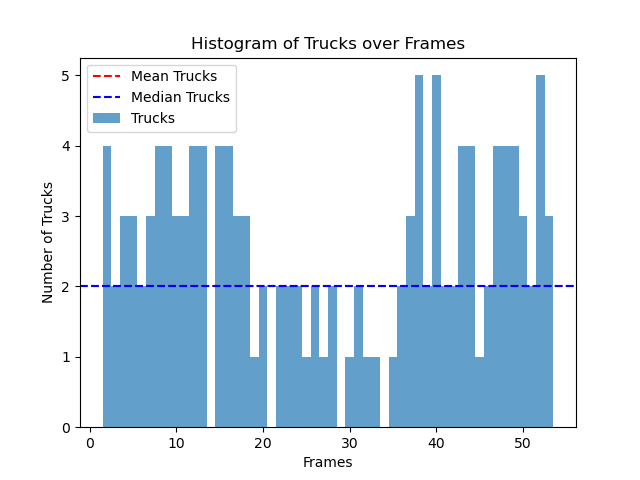 Histogram of Trucks over Frames
Mean Trucks
Median Trucks
Trucks
Number of Trucks
5
4
3
2
1
0
0 10 20 30 40 50
Frames